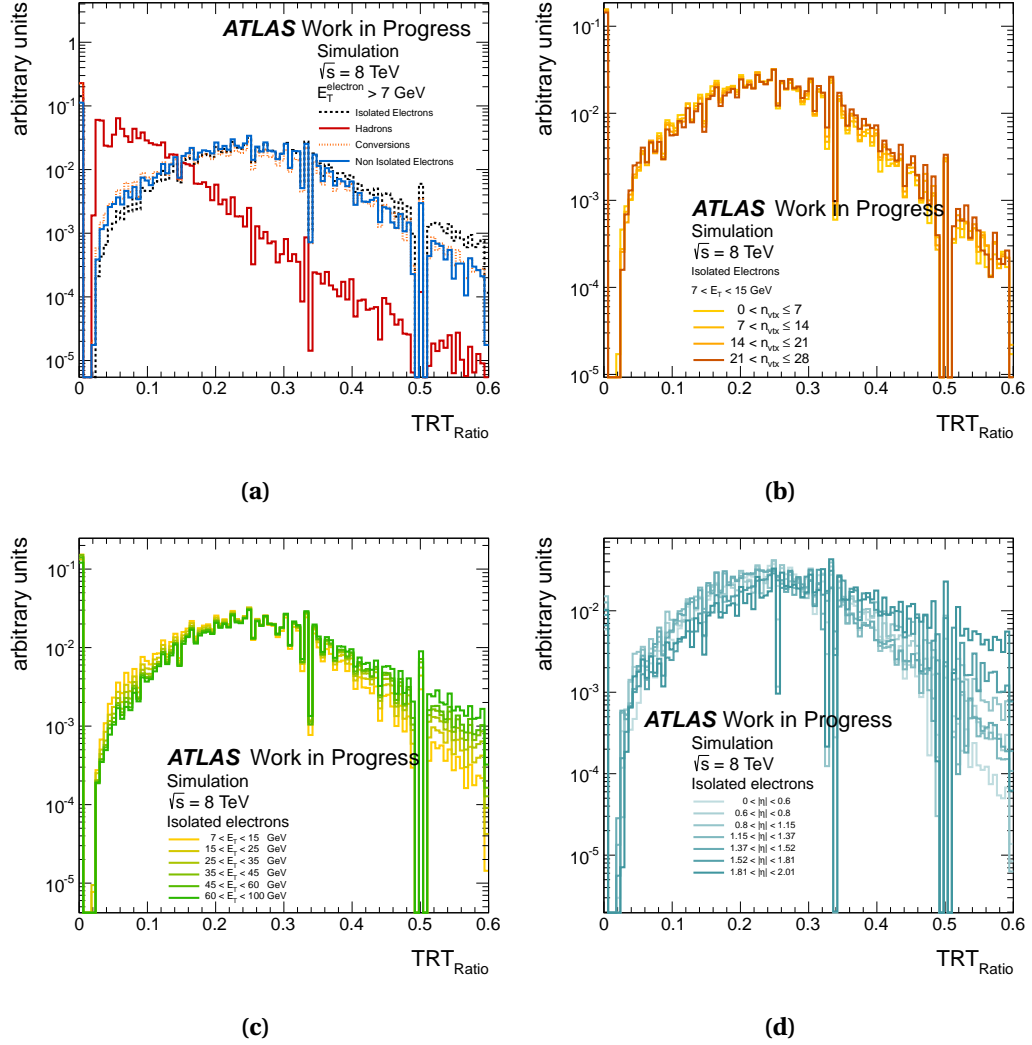 arbitrary units
ATLAS Work in Progress
Simulation
√s = 8 TeV
E_T^electron > 7 GeV
Isolated Electrons
Hadrons
Conversions
Non Isolated Electrons
1
10^-1
10^-2
10^-3
10^-4
10^-5
0 0.1 0.2 0.3 0.4 0.5 0.6
TRT_Ratio
(a)
arbitrary units
10^-1
10^-2
10^-3
10^-4
10^-5
ATLAS Work in Progress
Simulation
√s = 8 TeV
Isolated Electrons
7 < E_T < 15 GeV
0 < n_vtx ≤ 7
7 < n_vtx ≤ 14
14 < n_vtx ≤ 21
21 < n_vtx ≤ 28
0 0.1 0.2 0.3 0.4 0.5 0.6
TRT_Ratio
(b)
arbitrary units
10^-1
10^-2
10^-3
10^-4
10^-5
ATLAS Work in Progress
Simulation
√s = 8 TeV
Isolated electrons
7 < E_T < 15 GeV
15 < E_T < 25 GeV
25 < E_T < 35 GeV
35 < E_T < 45 GeV
45 < E_T < 60 GeV
60 < E_T < 100 GeV
0 0.1 0.2 0.3 0.4 0.5 0.6
TRT_Ratio
(c)
arbitrary units
10^-1
10^-2
10^-3
10^-4
10^-5
ATLAS Work in Progress
Simulation
√s = 8 TeV
Isolated electrons
0 < |η| < 0.6
0.6 < |η| < 0.8
0.8 < |η| < 1.15
1.15 < |η| < 1.37
1.37 < |η| < 1.52
1.52 < |η| < 1.81
1.81 < |η| < 2.01
0 0.1 0.2 0.3 0.4 0.5 0.6
TRT_Ratio
(d)